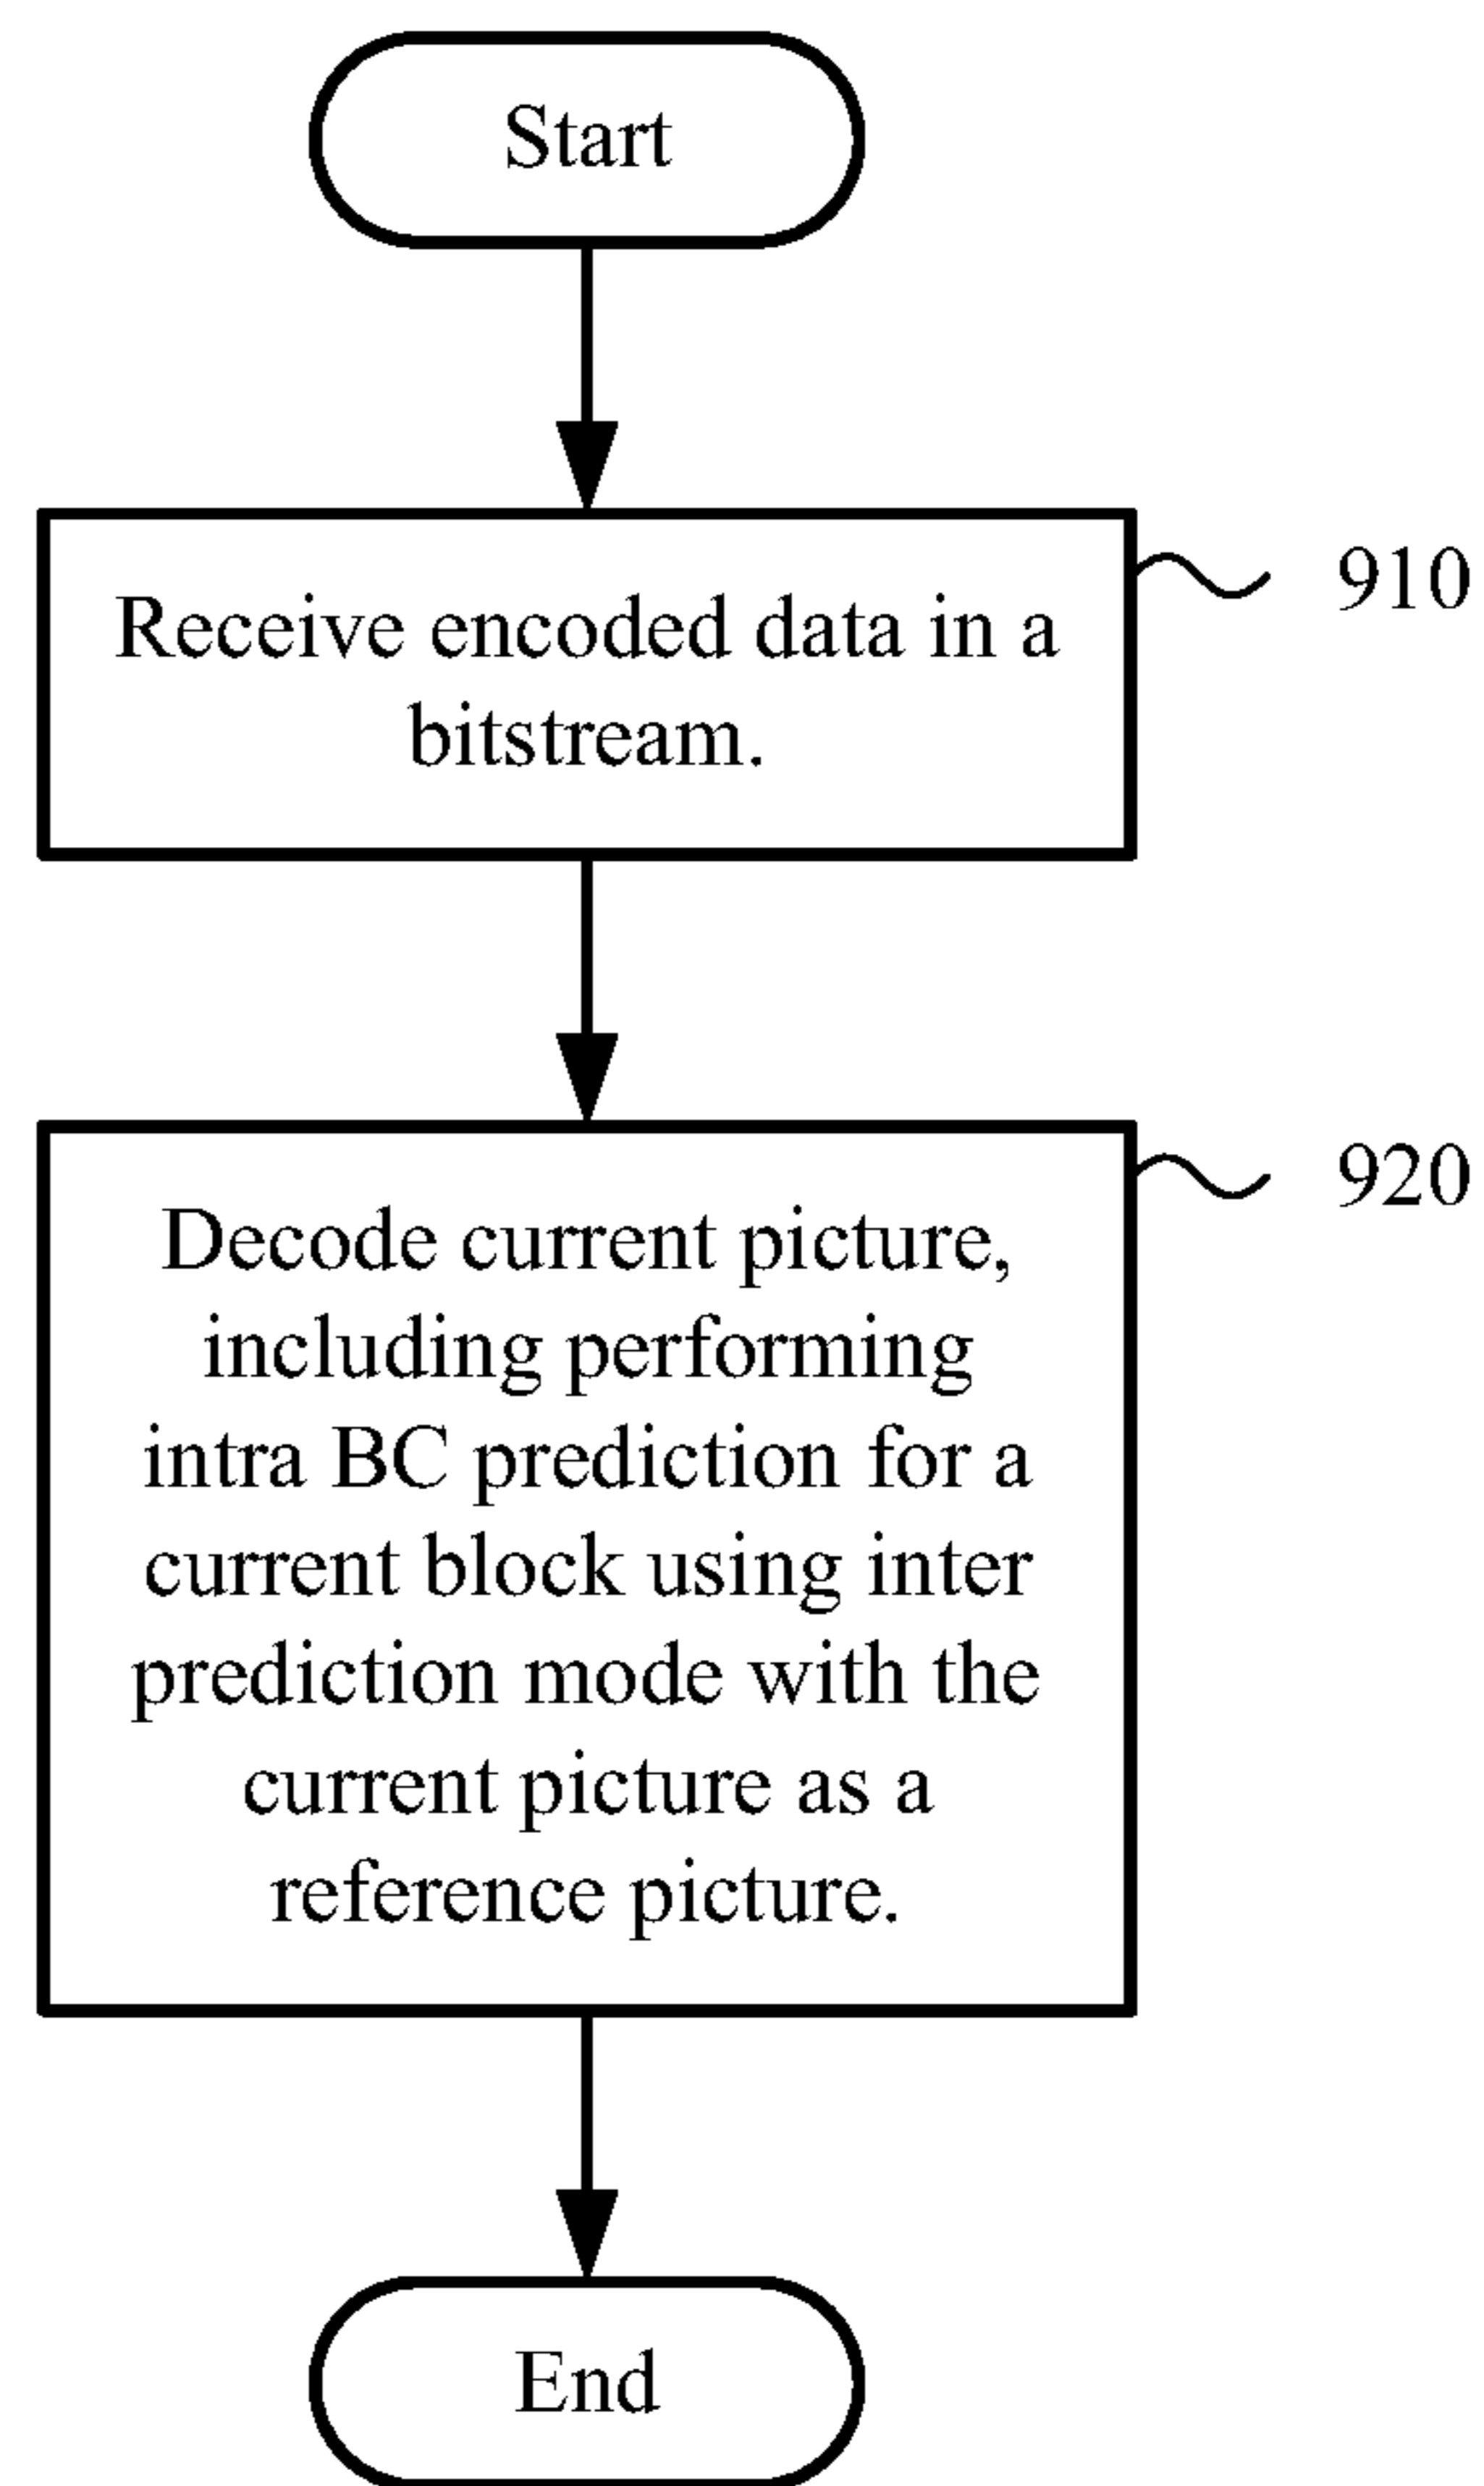 Start
Receive encoded data in a
bitstream.
910
Decode current picture,
including performing
intra BC prediction for a
current block using inter
prediction mode with the
current picture as a
reference picture.
920
End